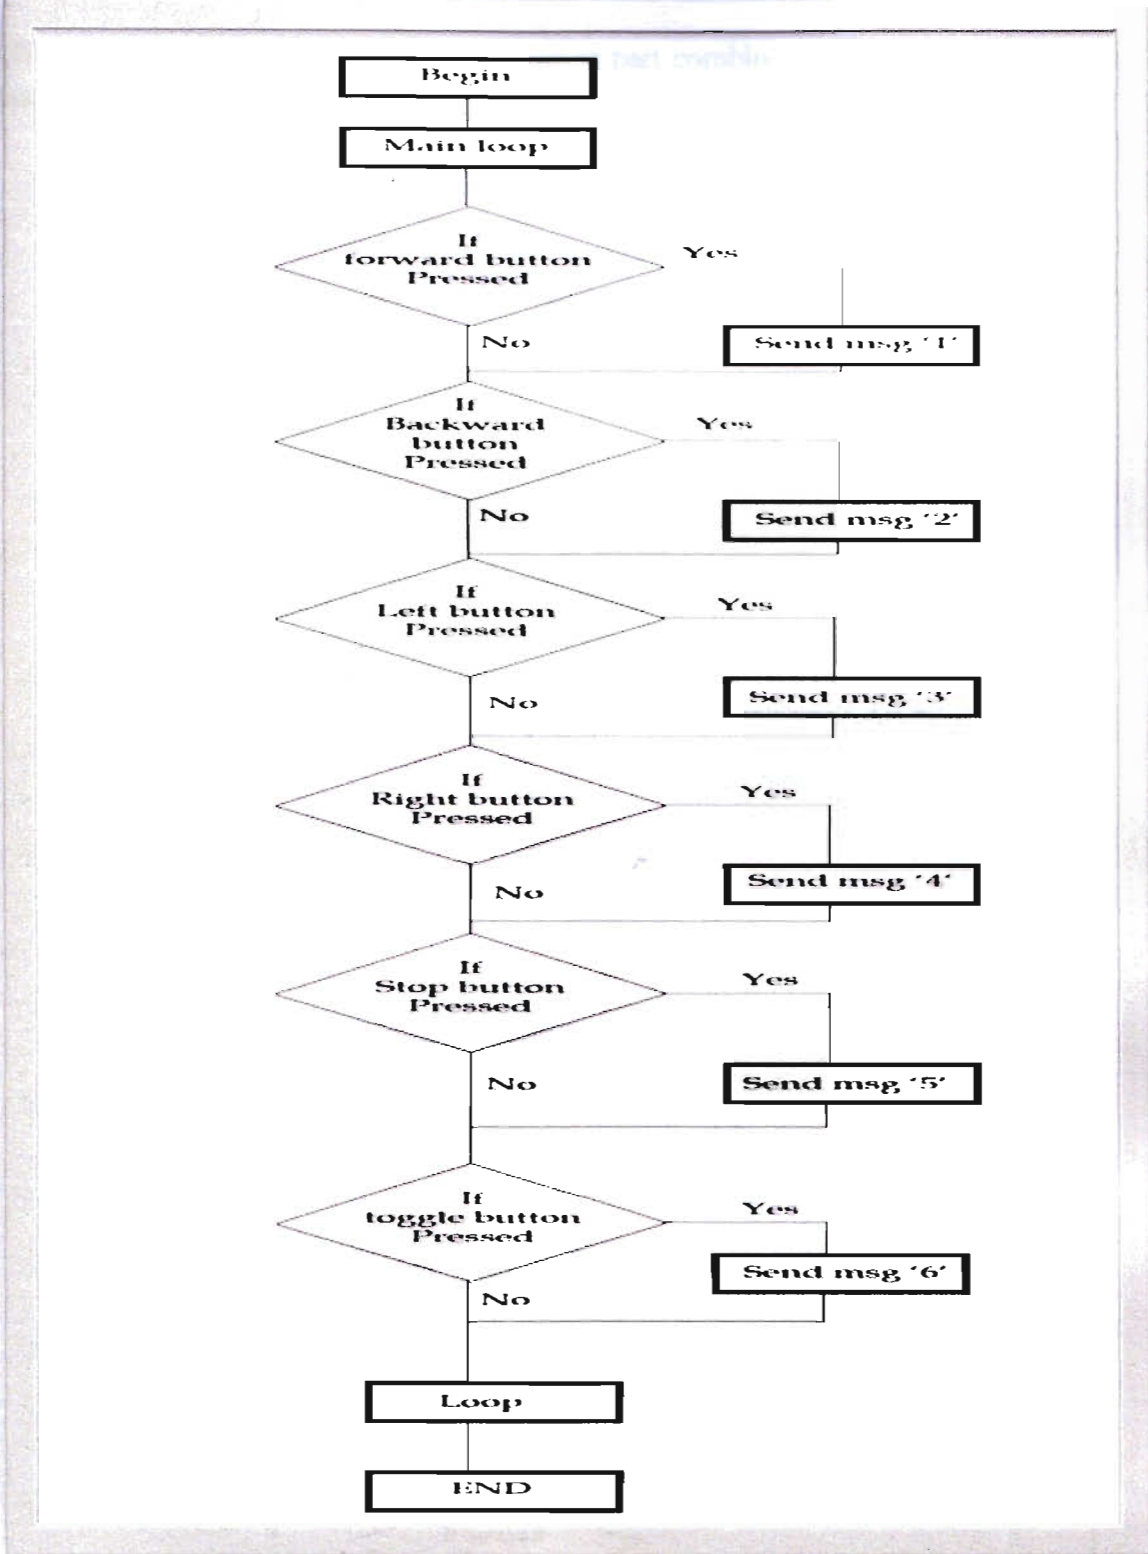 Begin
Main loop
If
forward button
Pressed
Yes
No
Send msg '1'
If
Backward
button
Pressed
Yes
No
Send msg '2'
If
Left button
Pressed
Yes
No
Send msg '3'
If
Right button
Pressed
Yes
No
Send msg '4'
If
Stop button
Pressed
Yes
No
Send msg '5'
If
toggle button
Pressed
Yes
No
Send msg '6'
Loop
END